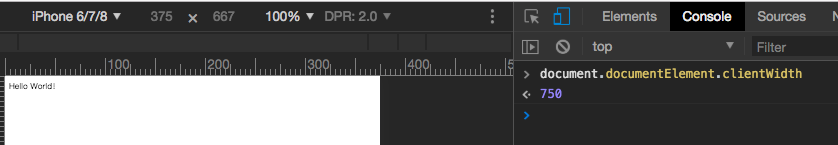 iPhone 6/7/8 ▼ 375 × 667 100% ▼ DPR: 2.0 ▼
100 200 300 400
Hello World!
Elements Console Sources
top ▼ Filter
> document.documentElement.clientWidth
750
>